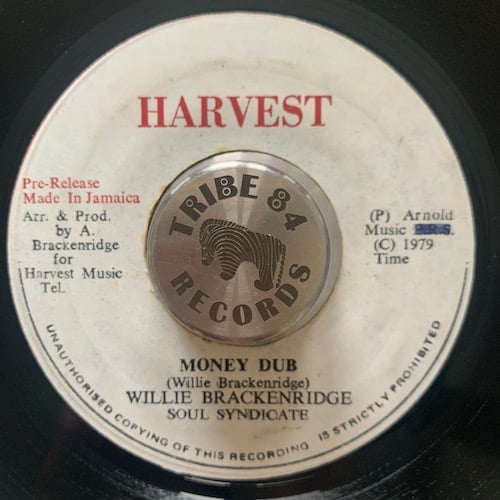 HARVEST
Pre-Release
Made In Jamaica
Arr. & Prod.
by A.
Brackenridge
for
Harvest Music
Tel.
(P) Arnold
Music P.R.S.
(C) 1979
Time
TRIBE 84
RECORDS
MONEY DUB
(Willie Brackenridge)
WILLIE BRACKENRIDGE
SOUL SYNDICATE
UNAUTHORISED COPYING OF THIS RECORDING IS STRICTLY PROHIBITED